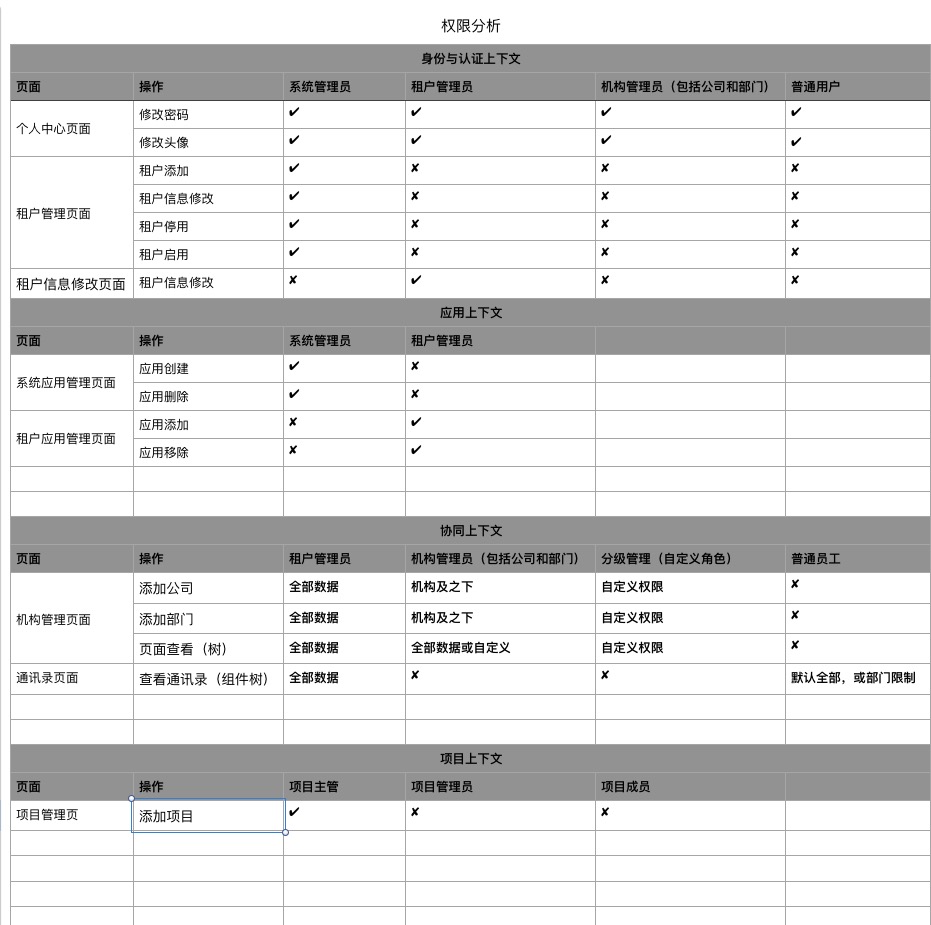 权限分析
身份与认证上下文
页面 操作 系统管理员 租户管理员 机构管理员（包括公司和部门） 普通用户
个人中心页面 修改密码 ✔ ✔ ✔ ✔
修改头像 ✔ ✔ ✔ ✔
租户管理页面 租户添加 ✔ ✘ ✘ ✘
租户信息修改 ✔ ✘ ✘ ✘
租户停用 ✔ ✘ ✘ ✘
租户启用 ✔ ✘ ✘ ✘
租户信息修改页面 租户信息修改 ✘ ✔ ✘ ✘
应用上下文
页面 操作 系统管理员 租户管理员
系统应用管理页面 应用创建 ✔ ✘
应用删除 ✔ ✘
租户应用管理页面 应用添加 ✘ ✔
应用移除 ✘ ✔
协同上下文
页面 操作 租户管理员 机构管理员（包括公司和部门） 分级管理（自定义角色） 普通员工
机构管理页面 添加公司 全部数据 机构及之下 自定义权限 ✘
添加部门 全部数据 机构及之下 自定义权限 ✘
页面查看（树） 全部数据 全部数据或自定义 自定义权限 ✘
通讯录页面 查看通讯录（组件树） 全部数据 ✘ ✘ 默认全部，或部门限制
项目上下文
页面 操作 项目主管 项目管理员 项目成员
项目管理页 添加项目 ✔ ✘ ✘